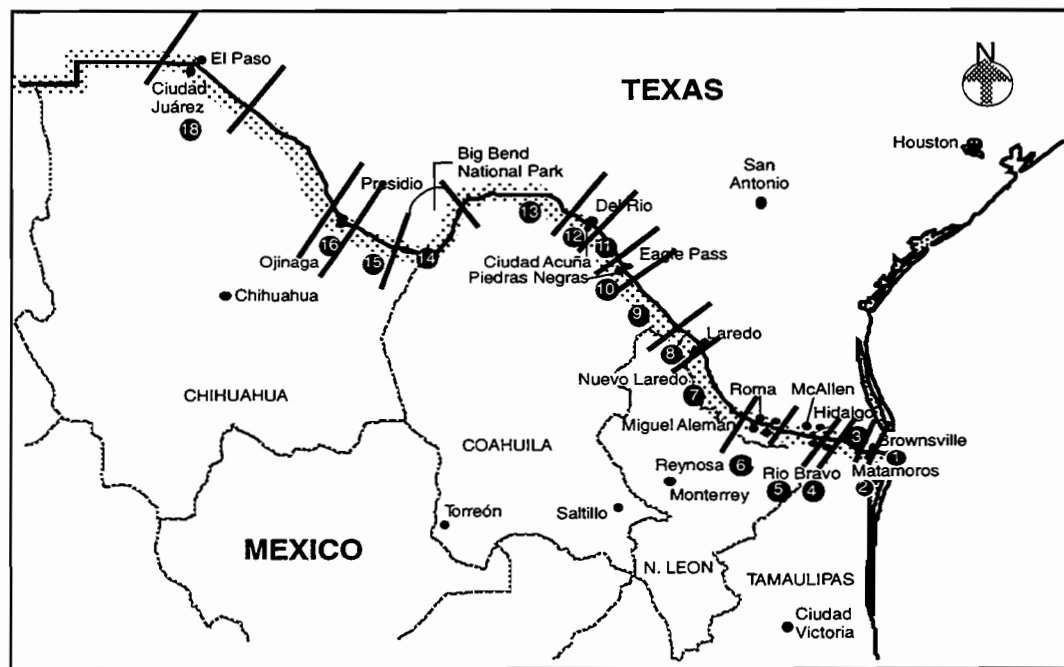 N
El Paso
Ciudad
Juárez
18
TEXAS
Houston
Big Bend
National Park
Presidio
San
Antonio
13
Del Rio
12
11
16
Ojinaga
15
14
Ciudad Acuña
Eagle Pass
Piedras Negras
10
Chihuahua
9
8
Laredo
Nuevo Laredo
7
CHIHUAHUA
Roma
McAllen
Hidalgo
Miguel Alemán
3
Brownsville
1
COAHUILA
Reynosa
6
Rio Bravo
Matamoros
Monterrey
5
4
2
Torreón
Saltillo
MEXICO
N. LEON
TAMAULIPAS
Ciudad
Victoria